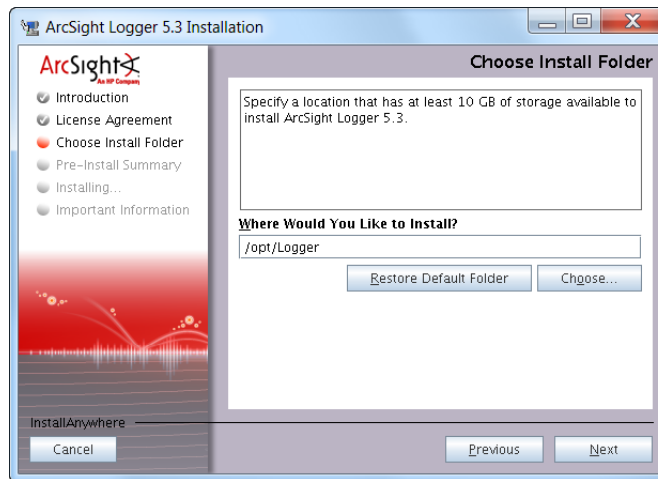 ArcSight Logger 5.3 Installation
ArcSight
An HP Company
Choose Install Folder
Introduction
License Agreement
Choose Install Folder
Pre-Install Summary
Installing...
Important Information
Specify a location that has at least 10 GB of storage available to
install ArcSight Logger 5.3.
Where Would You Like to Install?
/opt/Logger
Restore Default Folder
Choose...
InstallAnywhere
Cancel
Previous
Next